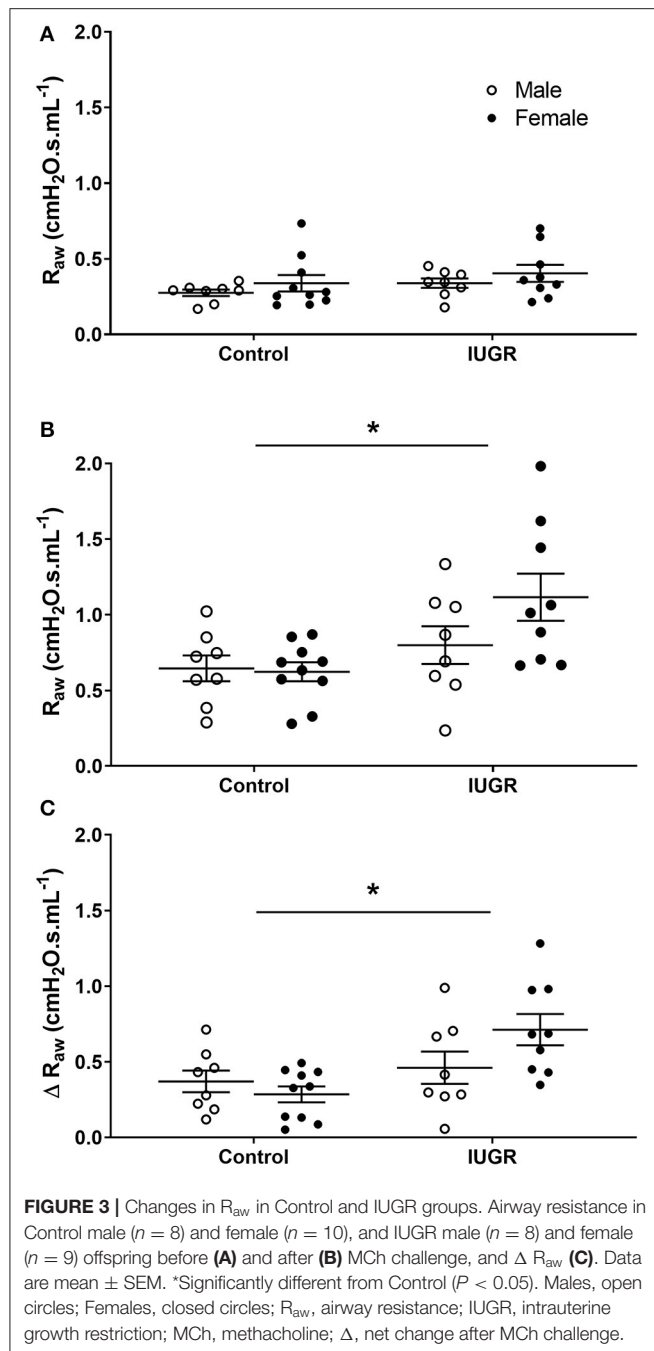 A
2.0
1.5
1.0
0.5
0.0
Raw (cmH2O.s.mL-1)
Male
Female
Control
IUGR
B
*
2.0
1.5
1.0
0.5
0.0
Raw (cmH2O.s.mL-1)
Control
IUGR
C
*
2.0
1.5
1.0
0.5
0.0
Δ Raw (cmH2O.s.mL-1)
Control
IUGR
FIGURE 3 | Changes in Raw in Control and IUGR groups. Airway resistance in
Control male (n = 8) and female (n = 10), and IUGR male (n = 8) and female
(n = 9) offspring before (A) and after (B) MCh challenge, and Δ Raw (C). Data
are mean ± SEM. *Significantly different from Control (P < 0.05). Males, open
circles; Females, closed circles; Raw, airway resistance; IUGR, intrauterine
growth restriction; MCh, methacholine; Δ, net change after MCh challenge.